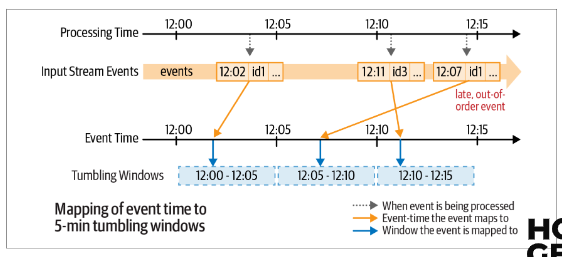 12:00 12:05 12:10 12:15
Processing Time
Input Stream Events events 12:02 id1 ... 12:11 id3 ... 12:07 id1 ...
late, out-of-
order event
12:00 12:05 12:10 12:15
Event Time
Tumbling Windows 12:00 - 12:05 12:05 - 12:10 12:10 - 12:15
Mapping of event time to
5-min tumbling windows
When event is being processed
Event-time the event maps to
Window the event is mapped to